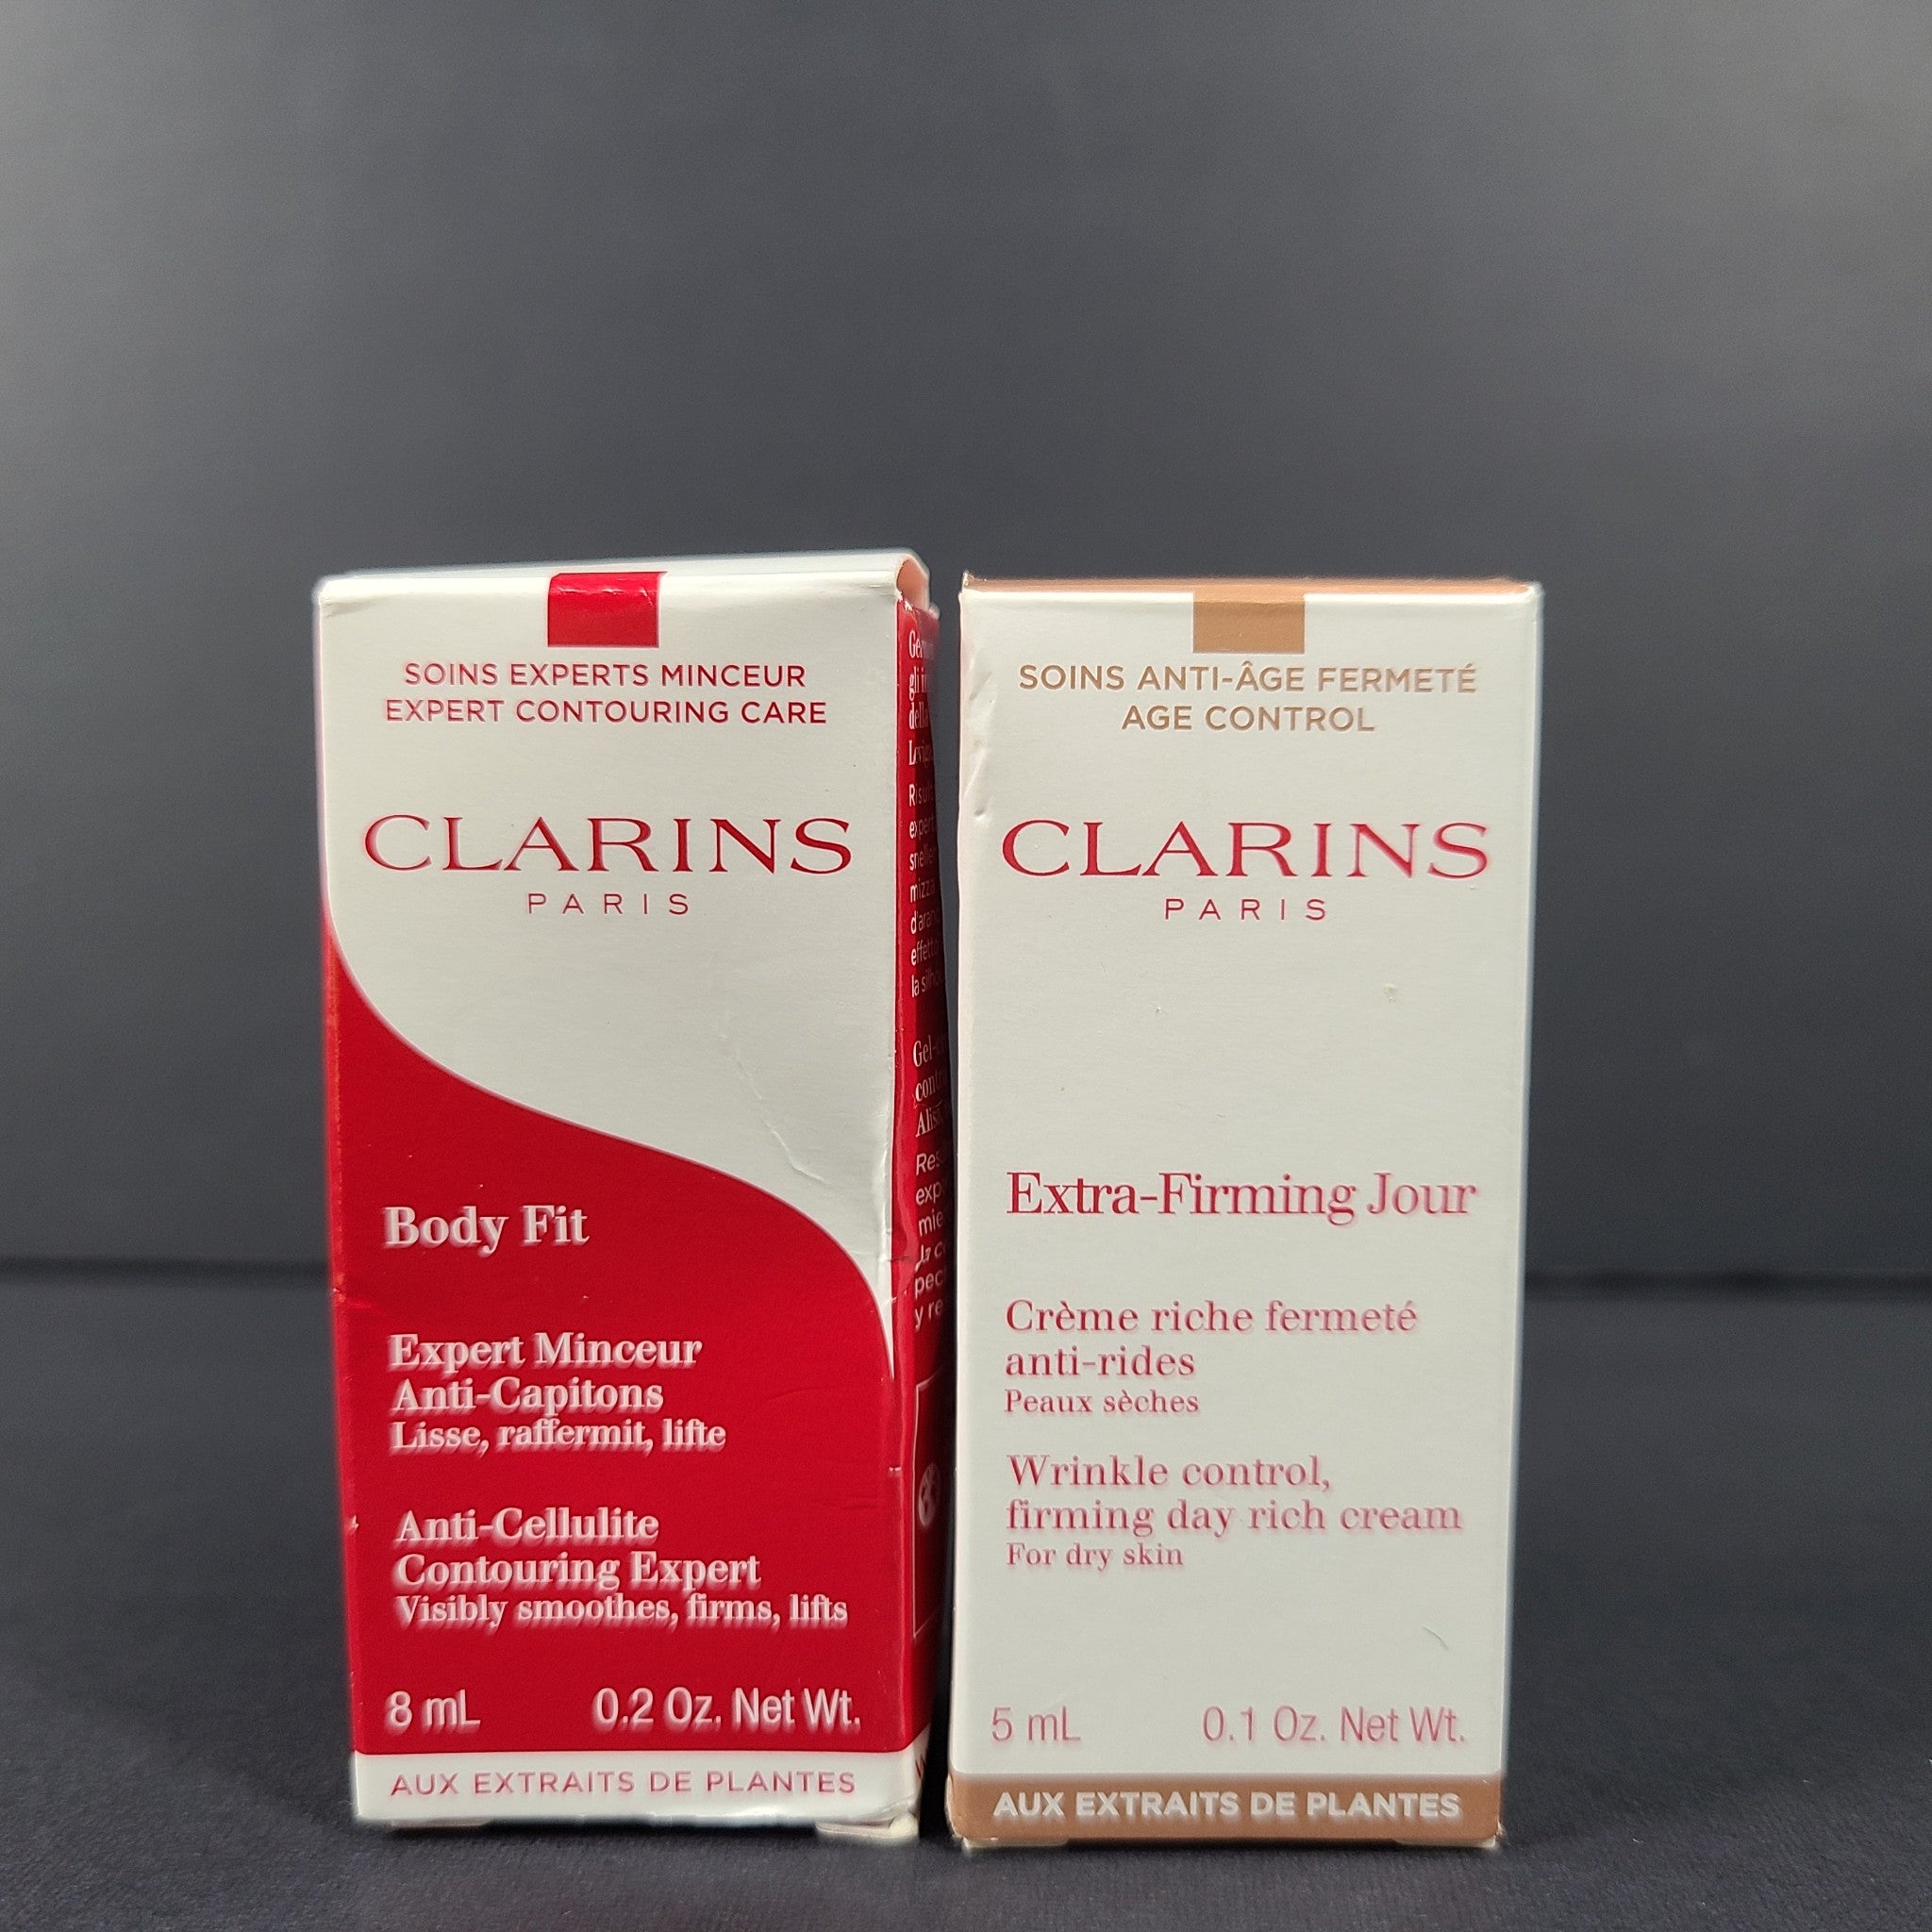 SOINS EXPERTS MINCEUR
EXPERT CONTOURING CARE
CLARINS
PARIS
Body Fit
Expert Minceur
Anti-Capitons
Lisse, raffermit, lifte
Anti-Cellulite
Contouring Expert
Visibly smoothes, firms, lifts
8 mL 0.2 Oz. Net Wt.
AUX EXTRAITS DE PLANTES
SOINS ANTI-ÂGE FERMETÉ
AGE CONTROL
CLARINS
PARIS
Extra-Firming Jour
Crème riche fermeté
anti-rides
Peaux sèches
Wrinkle control,
firming day rich cream
For dry skin
5 mL 0.1 Oz. Net Wt.
AUX EXTRAITS DE PLANTES